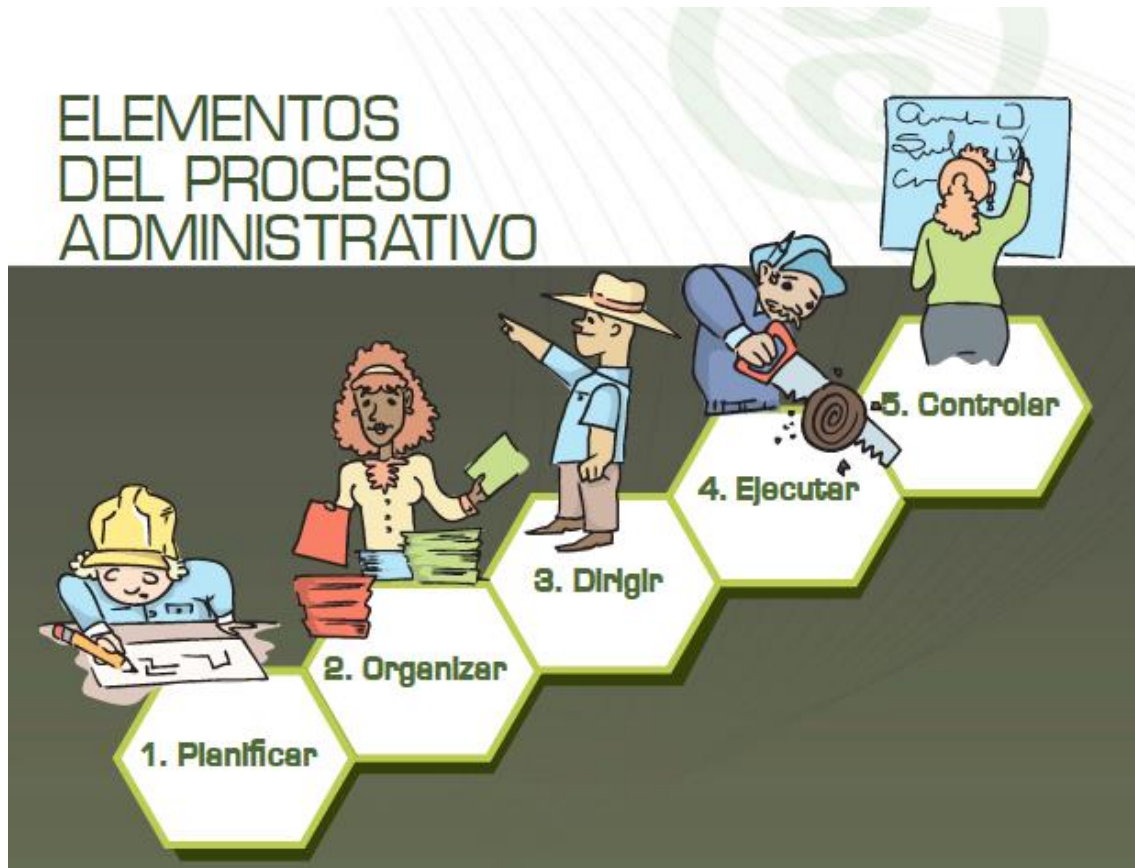 ELEMENTOS
DEL PROCESO
ADMINISTRATIVO
1. Planificar
2. Organizar
3. Dirigir
4. Ejecutar
5. Controlar